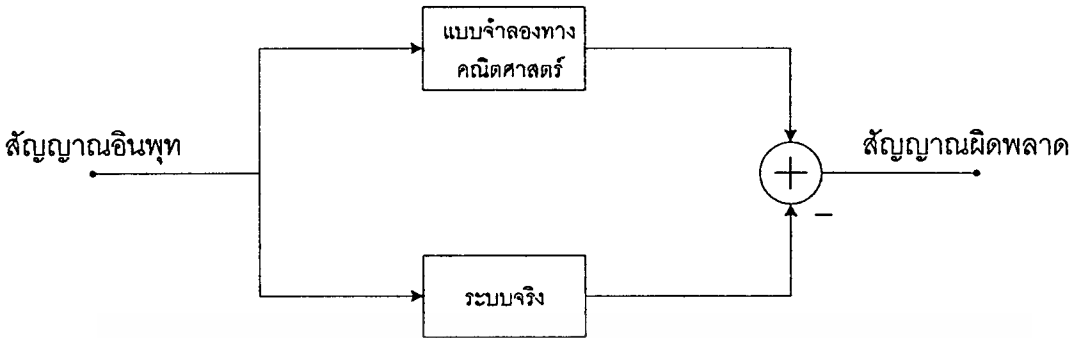 แบบจำลองทาง
คณิตศาสตร์
สัญญาณอินพุท
สัญญาณผิดพลาด
+
−
ระบบจริง